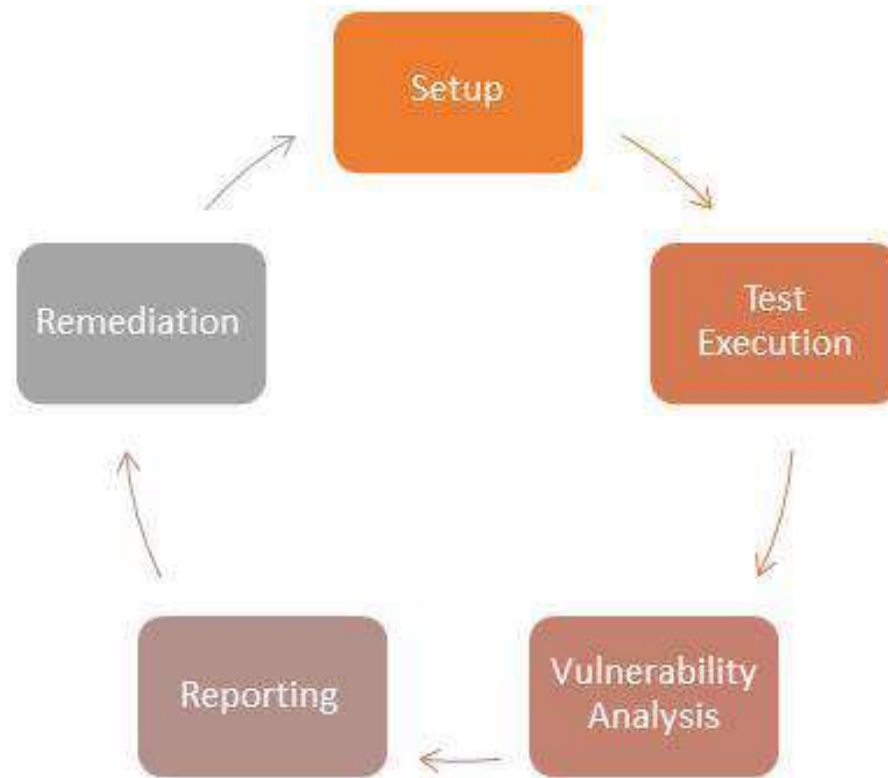 Setup
Test
Execution
Vulnerability
Analysis
Reporting
Remediation